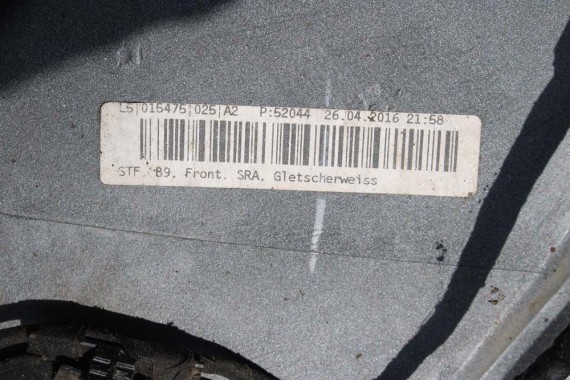 L5|015475|025|A2 P:52044 26.04.2016 21:58
STF. B9. Front. SRA. Gletscherweiss